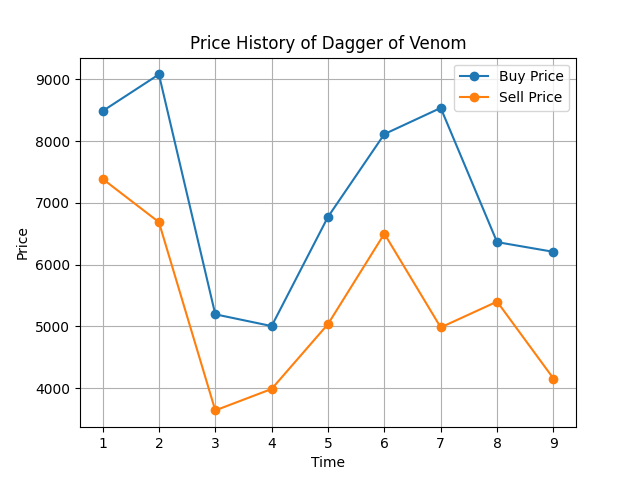 Price History of Dagger of Venom
Buy Price
Sell Price
Price
9000
8000
7000
6000
5000
4000
1 2 3 4 5 6 7 8 9
Time